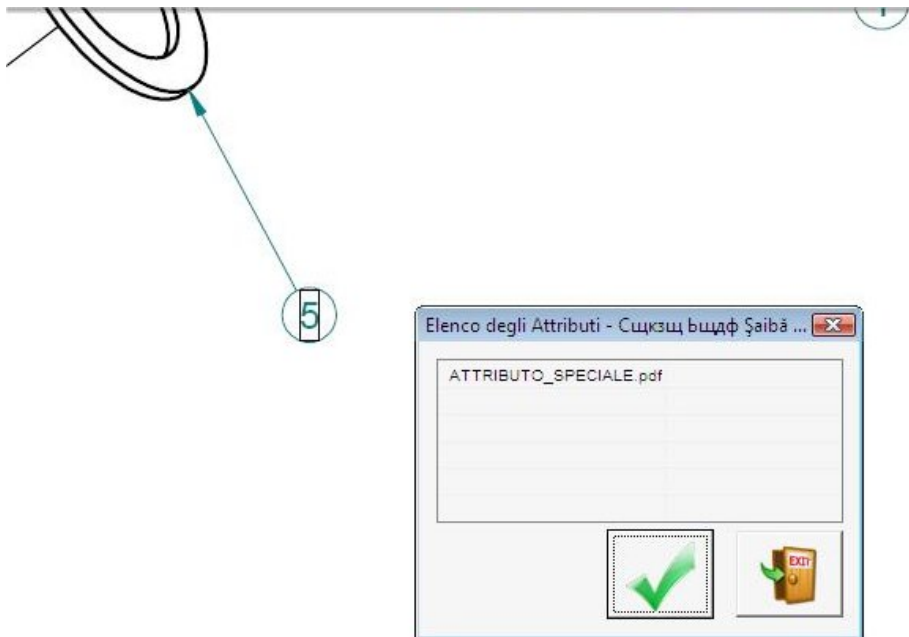 5
Elenco degli Attributi - Сщкзщ Ьщдф Şaibă ...
ATTRIBUTO_SPECIALE.pdf
EXIT